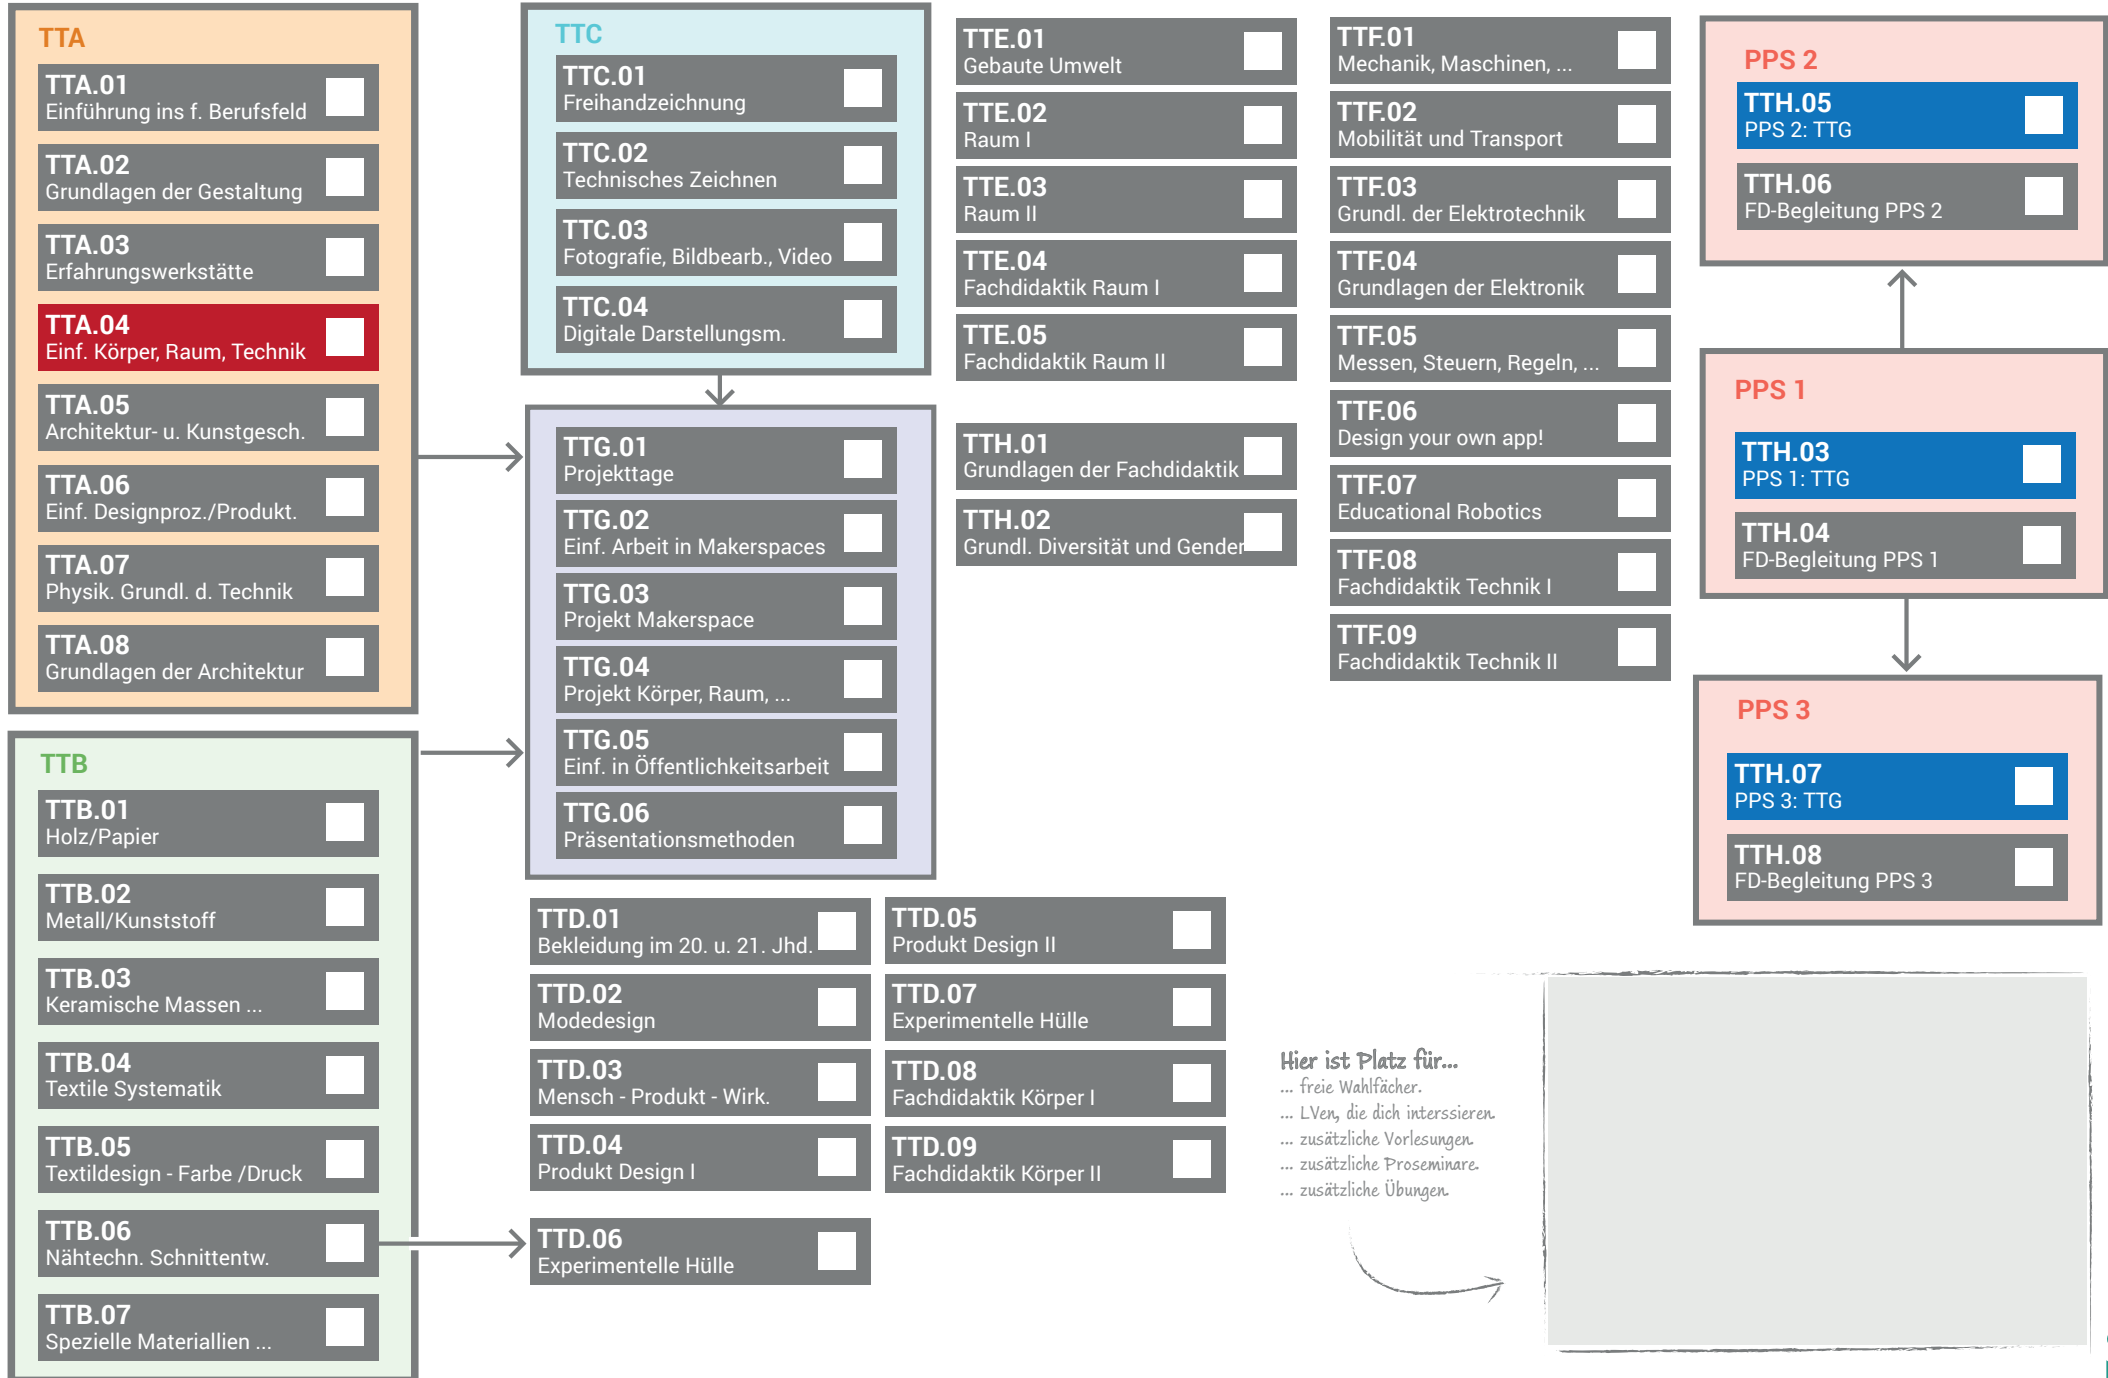 TTA
TTA.01
Einführung ins f. Berufsfeld
TTA.02
Grundlagen der Gestaltung
TTA.03
Erfahrungswerkstätte
TTA.04
Einf. Körper, Raum, Technik
TTA.05
Architektur- u. Kunstgesch.
TTA.06
Einf. Designproz./Produkt.
TTA.07
Physik. Grundl. d. Technik
TTA.08
Grundlagen der Architektur
TTB
TTB.01
Holz/Papier
TTB.02
Metall/Kunststoff
TTB.03
Keramische Massen ...
TTB.04
Textile Systematik
TTB.05
Textildesign - Farbe /Druck
TTB.06
Nähtechn. Schnittentw.
TTB.07
Spezielle Materiallien ...
TTC
TTC.01
Freihandzeichnung
TTC.02
Technisches Zeichnen
TTC.03
Fotografie, Bildbearb., Video
TTC.04
Digitale Darstellungsm.
TTG.01
Projekttage
TTG.02
Einf. Arbeit in Makerspaces
TTG.03
Projekt Makerspace
TTG.04
Projekt Körper, Raum, ...
TTG.05
Einf. in Öffentlichkeitsarbeit
TTG.06
Präsentationsmethoden
TTD.01
Bekleidung im 20. u. 21. Jhd.
TTD.02
Modedesign
TTD.03
Mensch - Produkt - Wirk.
TTD.04
Produkt Design I
TTD.06
Experimentelle Hülle
TTD.05
Produkt Design II
TTD.07
Experimentelle Hülle
TTD.08
Fachdidaktik Körper I
TTD.09
Fachdidaktik Körper II
TTE.01
Gebaute Umwelt
TTE.02
Raum I
TTE.03
Raum II
TTE.04
Fachdidaktik Raum I
TTE.05
Fachdidaktik Raum II
TTH.01
Grundlagen der Fachdidaktik
TTH.02
Grundl. Diversität und Gender
TTF.01
Mechanik, Maschinen, ...
TTF.02
Mobilität und Transport
TTF.03
Grundl. der Elektrotechnik
TTF.04
Grundlagen der Elektronik
TTF.05
Messen, Steuern, Regeln, ...
TTF.06
Design your own app!
TTF.07
Educational Robotics
TTF.08
Fachdidaktik Technik I
TTF.09
Fachdidaktik Technik II
PPS 2
TTH.05
PPS 2: TTG
TTH.06
FD-Begleitung PPS 2
PPS 1
TTH.03
PPS 1: TTG
TTH.04
FD-Begleitung PPS 1
PPS 3
TTH.07
PPS 3: TTG
TTH.08
FD-Begleitung PPS 3
Hier ist Platz für...
... freie Wahlfächer.
... LVen, die dich interssieren.
... zusätzliche Vorlesungen.
... zusätzliche Proseminare.
... zusätzliche Übungen.